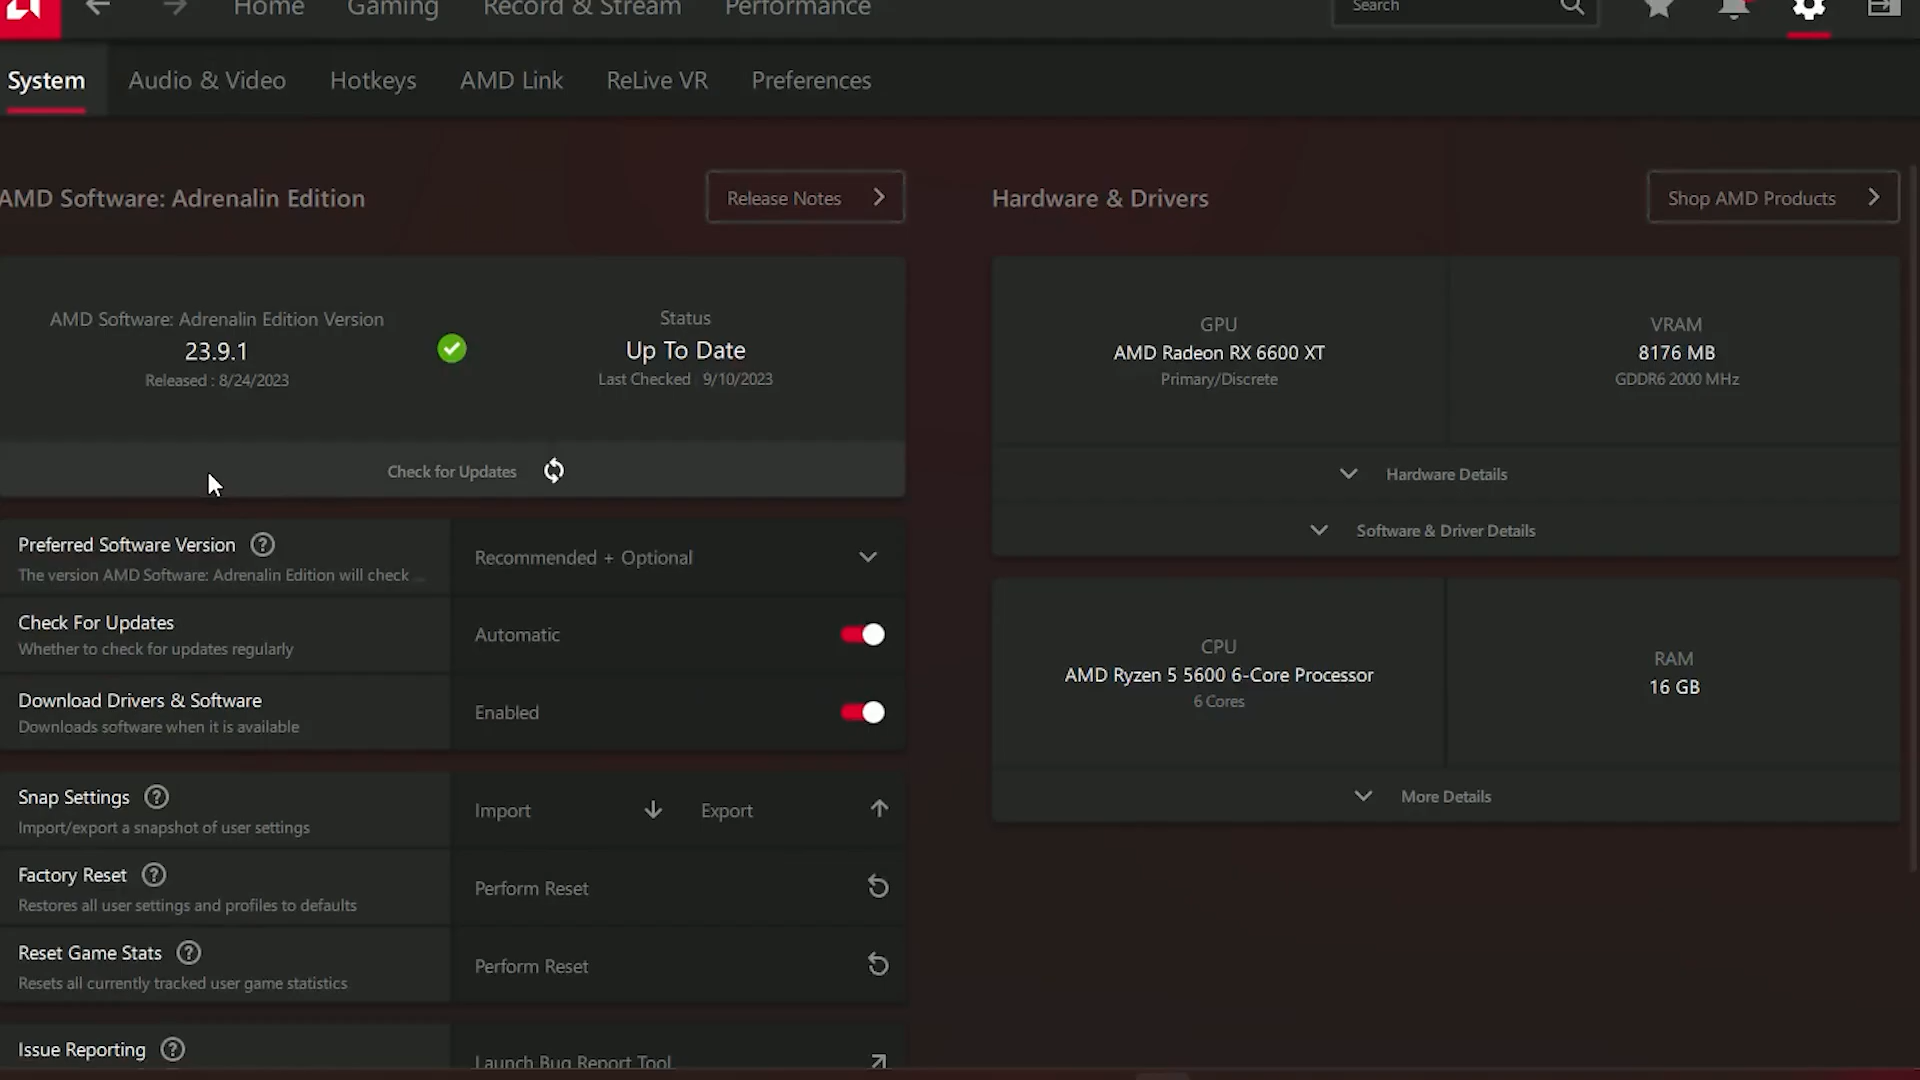 Home Gaming Record & Stream Performance Search
System Audio & Video Hotkeys AMD Link ReLive VR Preferences
AMD Software: Adrenalin Edition
Release Notes
AMD Software: Adrenalin Edition Version
23.9.1
Released : 8/24/2023
Status
Up To Date
Last Checked 9/10/2023
Check for Updates
Preferred Software Version
The version AMD Software: Adrenalin Edition will check ...
Recommended + Optional
Check For Updates
Whether to check for updates regularly
Automatic
Download Drivers & Software
Downloads software when it is available
Enabled
Snap Settings
Import/export a snapshot of user settings
Import Export
Factory Reset
Restores all user settings and profiles to defaults
Perform Reset
Reset Game Stats
Resets all currently tracked user game statistics
Perform Reset
Issue Reporting
Launch Bug Report Tool
Hardware & Drivers
Shop AMD Products
GPU
AMD Radeon RX 6600 XT
Primary/Discrete
VRAM
8176 MB
GDDR6 2000 MHz
Hardware Details
Software & Driver Details
CPU
AMD Ryzen 5 5600 6-Core Processor
6 Cores
RAM
16 GB
More Details